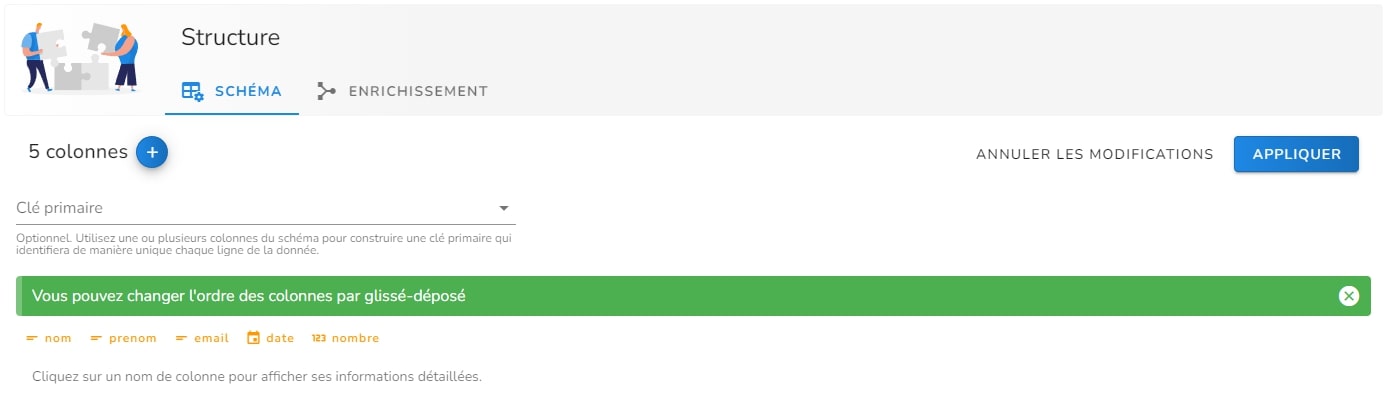 Structure
SCHÉMA
ENRICHISSEMENT
5 colonnes
ANNULER LES MODIFICATIONS
APPLIQUER
Clé primaire
Optionnel. Utilisez une ou plusieurs colonnes du schéma pour construire une clé primaire qui
identifiera de manière unique chaque ligne de la donnée.
Vous pouvez changer l'ordre des colonnes par glissé-déposé
nom prenom email date 123 nombre
Cliquez sur un nom de colonne pour afficher ses informations détaillées.